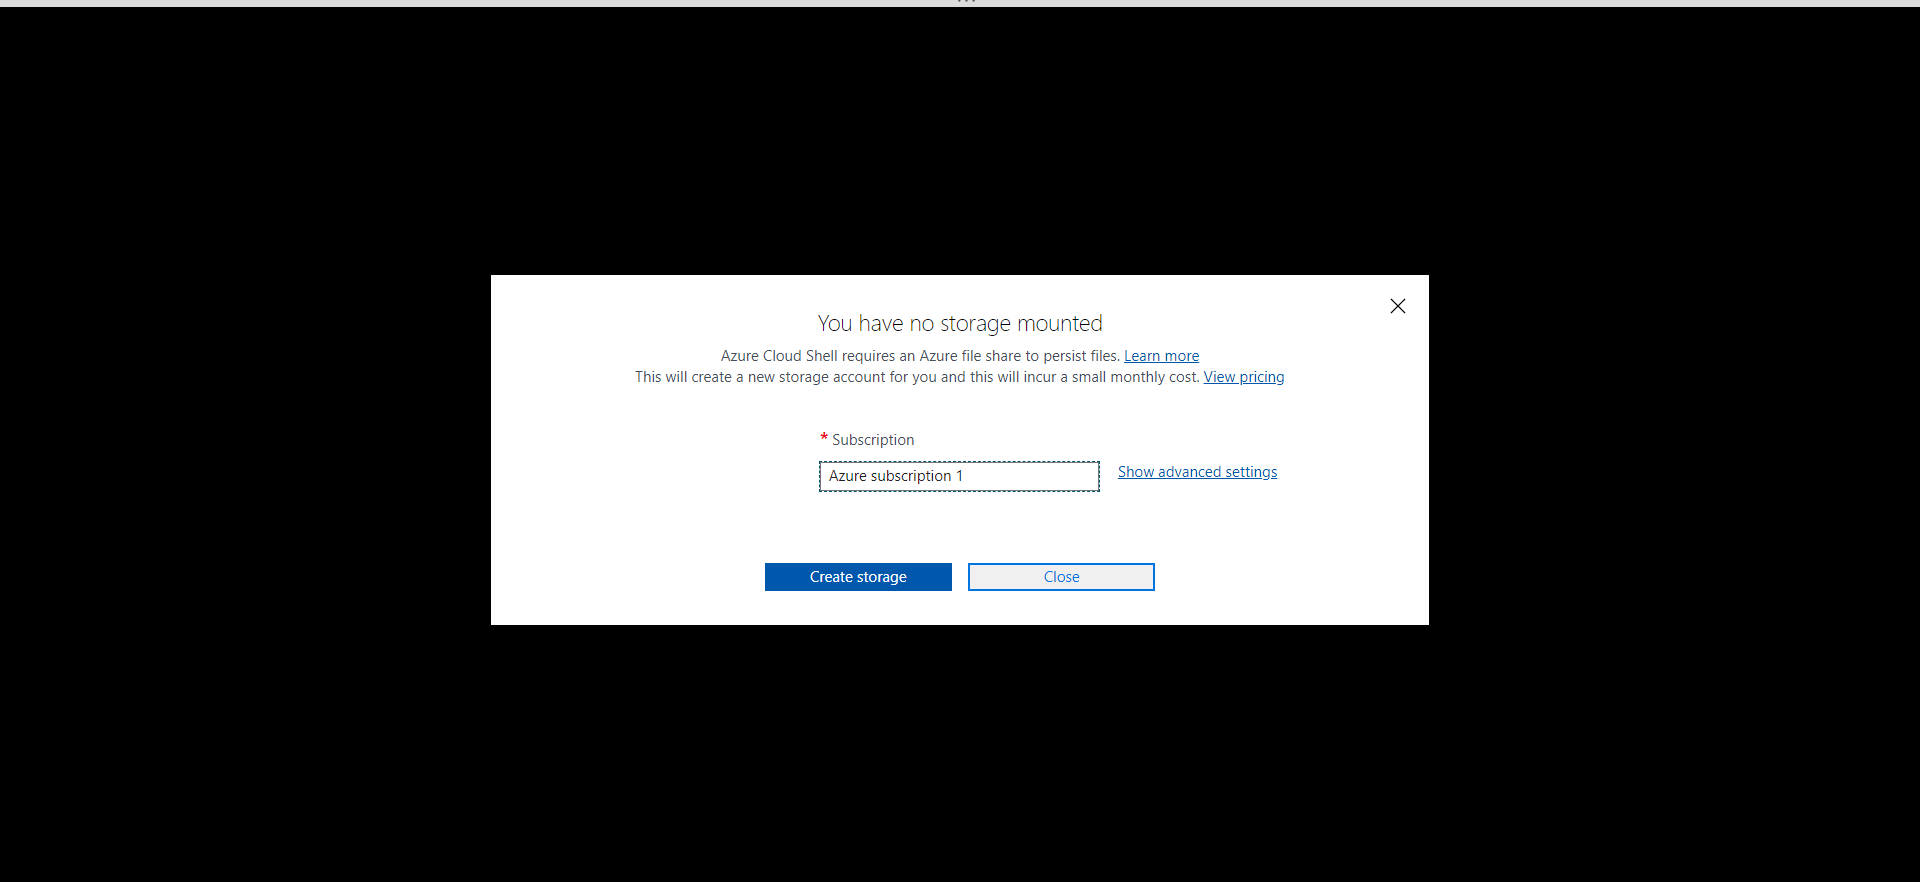 You have no storage mounted
Azure Cloud Shell requires an Azure file share to persist files. Learn more
This will create a new storage account for you and this will incur a small monthly cost. View pricing
* Subscription
Azure subscription 1
Show advanced settings
Create storage
Close